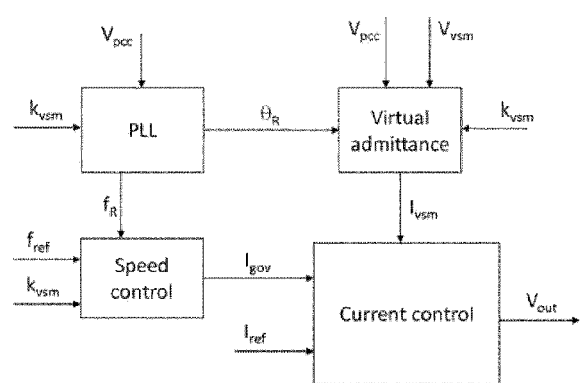 V_pcc
V_pcc
V_vsm
k_vsm
PLL
θ_R
Virtual
admittance
k_vsm
f_R
I_vsm
f_ref
k_vsm
Speed
control
I_gov
Current control
V_out
I_ref